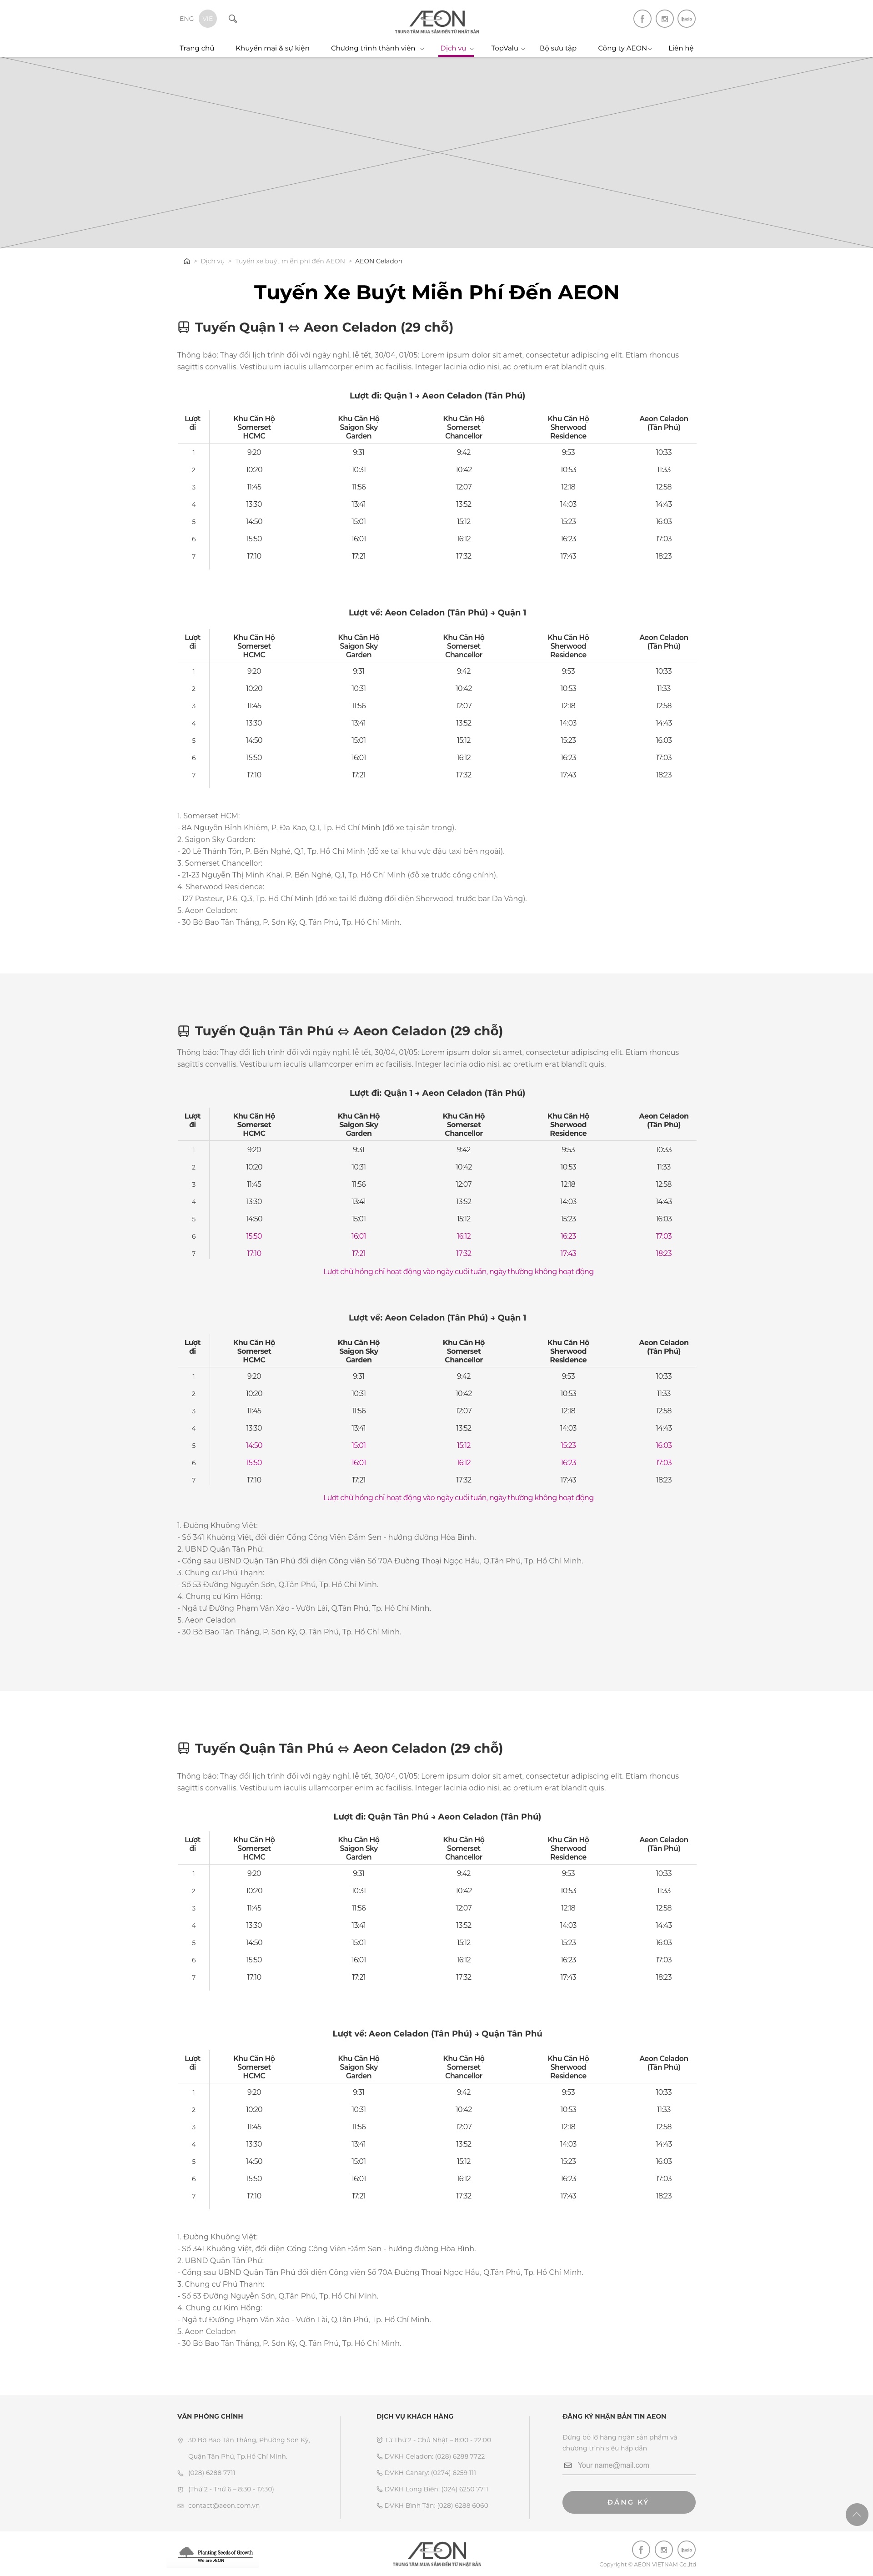 ENG VIE
ÆON
TRUNG TÂM MUA SẮM ĐẾN TỪ NHẬT BẢN
Zalo
Trang chủ Khuyến mại & sự kiện Chương trình thành viên Dịch vụ TopValu Bộ sưu tập Công ty AEON Liên hệ
> Dịch vụ > Tuyến xe buýt miễn phí đến AEON > AEON Celadon
Tuyến Xe Buýt Miễn Phí Đến AEON
Tuyến Quận 1 ⇔ Aeon Celadon (29 chỗ)
Thông báo: Thay đổi lịch trình đối với ngày nghỉ, lễ tết, 30/04, 01/05: Lorem ipsum dolor sit amet, consectetur adipiscing elit. Etiam rhoncus
sagittis convallis. Vestibulum iaculis ullamcorper enim ac facilisis. Integer lacinia odio nisi, ac pretium erat blandit quis.
Lượt đi: Quận 1 → Aeon Celadon (Tân Phú)
Lượt Khu Căn Hộ Khu Căn Hộ Khu Căn Hộ Khu Căn Hộ Aeon Celadon
đi Somerset Saigon Sky Somerset Sherwood (Tân Phú)
HCMC Garden Chancellor Residence
1 9:20 9:31 9:42 9:53 10:33
2 10:20 10:31 10:42 10:53 11:33
3 11:45 11:56 12:07 12:18 12:58
4 13:30 13:41 13:52 14:03 14:43
5 14:50 15:01 15:12 15:23 16:03
6 15:50 16:01 16:12 16:23 17:03
7 17:10 17:21 17:32 17:43 18:23
Lượt về: Aeon Celadon (Tân Phú) → Quận 1
Lượt Khu Căn Hộ Khu Căn Hộ Khu Căn Hộ Khu Căn Hộ Aeon Celadon
đi Somerset Saigon Sky Somerset Sherwood (Tân Phú)
HCMC Garden Chancellor Residence
1 9:20 9:31 9:42 9:53 10:33
2 10:20 10:31 10:42 10:53 11:33
3 11:45 11:56 12:07 12:18 12:58
4 13:30 13:41 13:52 14:03 14:43
5 14:50 15:01 15:12 15:23 16:03
6 15:50 16:01 16:12 16:23 17:03
7 17:10 17:21 17:32 17:43 18:23
1. Somerset HCM:
- 8A Nguyễn Bỉnh Khiêm, P. Đa Kao, Q.1, Tp. Hồ Chí Minh (đỗ xe tại sân trong).
2. Saigon Sky Garden:
- 20 Lê Thánh Tôn, P. Bến Nghé, Q.1, Tp. Hồ Chí Minh (đỗ xe tại khu vực đậu taxi bên ngoài).
3. Somerset Chancellor:
- 21-23 Nguyễn Thị Minh Khai, P. Bến Nghé, Q.1, Tp. Hồ Chí Minh (đỗ xe trước cổng chính).
4. Sherwood Residence:
- 127 Pasteur, P.6, Q.3, Tp. Hồ Chí Minh (đỗ xe tại lề đường đối diện Sherwood, trước bar Da Vàng).
5. Aeon Celadon:
- 30 Bờ Bao Tân Thắng, P. Sơn Kỳ, Q. Tân Phú, Tp. Hồ Chí Minh.
Tuyến Quận Tân Phú ⇔ Aeon Celadon (29 chỗ)
Thông báo: Thay đổi lịch trình đối với ngày nghỉ, lễ tết, 30/04, 01/05: Lorem ipsum dolor sit amet, consectetur adipiscing elit. Etiam rhoncus
sagittis convallis. Vestibulum iaculis ullamcorper enim ac facilisis. Integer lacinia odio nisi, ac pretium erat blandit quis.
Lượt đi: Quận 1 → Aeon Celadon (Tân Phú)
Lượt Khu Căn Hộ Khu Căn Hộ Khu Căn Hộ Khu Căn Hộ Aeon Celadon
đi Somerset Saigon Sky Somerset Sherwood (Tân Phú)
HCMC Garden Chancellor Residence
1 9:20 9:31 9:42 9:53 10:33
2 10:20 10:31 10:42 10:53 11:33
3 11:45 11:56 12:07 12:18 12:58
4 13:30 13:41 13:52 14:03 14:43
5 14:50 15:01 15:12 15:23 16:03
6 15:50 16:01 16:12 16:23 17:03
7 17:10 17:21 17:32 17:43 18:23
Lượt chữ hồng chỉ hoạt động vào ngày cuối tuần, ngày thường không hoạt động
Lượt về: Aeon Celadon (Tân Phú) → Quận 1
Lượt Khu Căn Hộ Khu Căn Hộ Khu Căn Hộ Khu Căn Hộ Aeon Celadon
đi Somerset Saigon Sky Somerset Sherwood (Tân Phú)
HCMC Garden Chancellor Residence
1 9:20 9:31 9:42 9:53 10:33
2 10:20 10:31 10:42 10:53 11:33
3 11:45 11:56 12:07 12:18 12:58
4 13:30 13:41 13:52 14:03 14:43
5 14:50 15:01 15:12 15:23 16:03
6 15:50 16:01 16:12 16:23 17:03
7 17:10 17:21 17:32 17:43 18:23
Lượt chữ hồng chỉ hoạt động vào ngày cuối tuần, ngày thường không hoạt động
1. Đường Khuông Việt:
- Số 341 Khuông Việt, đối diện Cổng Công Viên Đầm Sen - hướng đường Hòa Bình.
2. UBND Quận Tân Phú:
- Cổng sau UBND Quận Tân Phú đối diện Công viên Số 70A Đường Thoại Ngọc Hầu, Q.Tân Phú, Tp. Hồ Chí Minh.
3. Chung cư Phú Thạnh:
- Số 53 Đường Nguyễn Sơn, Q.Tân Phú, Tp. Hồ Chí Minh.
4. Chung cư Kim Hồng:
- Ngã tư Đường Phạm Văn Xảo - Vườn Lài, Q.Tân Phú, Tp. Hồ Chí Minh.
5. Aeon Celadon
- 30 Bờ Bao Tân Thắng, P. Sơn Kỳ, Q. Tân Phú, Tp. Hồ Chí Minh.
Tuyến Quận Tân Phú ⇔ Aeon Celadon (29 chỗ)
Thông báo: Thay đổi lịch trình đối với ngày nghỉ, lễ tết, 30/04, 01/05: Lorem ipsum dolor sit amet, consectetur adipiscing elit. Etiam rhoncus
sagittis convallis. Vestibulum iaculis ullamcorper enim ac facilisis. Integer lacinia odio nisi, ac pretium erat blandit quis.
Lượt đi: Quận Tân Phú → Aeon Celadon (Tân Phú)
Lượt Khu Căn Hộ Khu Căn Hộ Khu Căn Hộ Khu Căn Hộ Aeon Celadon
đi Somerset Saigon Sky Somerset Sherwood (Tân Phú)
HCMC Garden Chancellor Residence
1 9:20 9:31 9:42 9:53 10:33
2 10:20 10:31 10:42 10:53 11:33
3 11:45 11:56 12:07 12:18 12:58
4 13:30 13:41 13:52 14:03 14:43
5 14:50 15:01 15:12 15:23 16:03
6 15:50 16:01 16:12 16:23 17:03
7 17:10 17:21 17:32 17:43 18:23
Lượt về: Aeon Celadon (Tân Phú) → Quận Tân Phú
Lượt Khu Căn Hộ Khu Căn Hộ Khu Căn Hộ Khu Căn Hộ Aeon Celadon
đi Somerset Saigon Sky Somerset Sherwood (Tân Phú)
HCMC Garden Chancellor Residence
1 9:20 9:31 9:42 9:53 10:33
2 10:20 10:31 10:42 10:53 11:33
3 11:45 11:56 12:07 12:18 12:58
4 13:30 13:41 13:52 14:03 14:43
5 14:50 15:01 15:12 15:23 16:03
6 15:50 16:01 16:12 16:23 17:03
7 17:10 17:21 17:32 17:43 18:23
1. Đường Khuông Việt:
- Số 341 Khuông Việt, đối diện Cổng Công Viên Đầm Sen - hướng đường Hòa Bình.
2. UBND Quận Tân Phú:
- Cổng sau UBND Quận Tân Phú đối diện Công viên Số 70A Đường Thoại Ngọc Hầu, Q.Tân Phú, Tp. Hồ Chí Minh.
3. Chung cư Phú Thạnh:
- Số 53 Đường Nguyễn Sơn, Q.Tân Phú, Tp. Hồ Chí Minh.
4. Chung cư Kim Hồng:
- Ngã tư Đường Phạm Văn Xảo - Vườn Lài, Q.Tân Phú, Tp. Hồ Chí Minh.
5. Aeon Celadon
- 30 Bờ Bao Tân Thắng, P. Sơn Kỳ, Q. Tân Phú, Tp. Hồ Chí Minh.
VĂN PHÒNG CHÍNH
30 Bờ Bao Tân Thắng, Phường Sơn Kỳ,
Quận Tân Phú, Tp.Hồ Chí Minh.
(028) 6288 7711
(Thứ 2 - Thứ 6 – 8:30 - 17:30)
contact@aeon.com.vn
DỊCH VỤ KHÁCH HÀNG
Từ Thứ 2 - Chủ Nhật – 8:00 - 22:00
DVKH Celadon: (028) 6288 7722
DVKH Canary: (0274) 6259 111
DVKH Long Biên: (024) 6250 7711
DVKH Bình Tân: (028) 6288 6060
ĐĂNG KÝ NHẬN BẢN TIN AEON
Đừng bỏ lỡ hàng ngàn sản phẩm và
chương trình siêu hấp dẫn
Your name@mail.com
ĐĂNG KÝ
Planting Seeds of Growth
We are ÆON
ÆON
TRUNG TÂM MUA SẮM ĐẾN TỪ NHẬT BẢN
Zalo
Copyright © AEON VIETNAM Co.,ltd